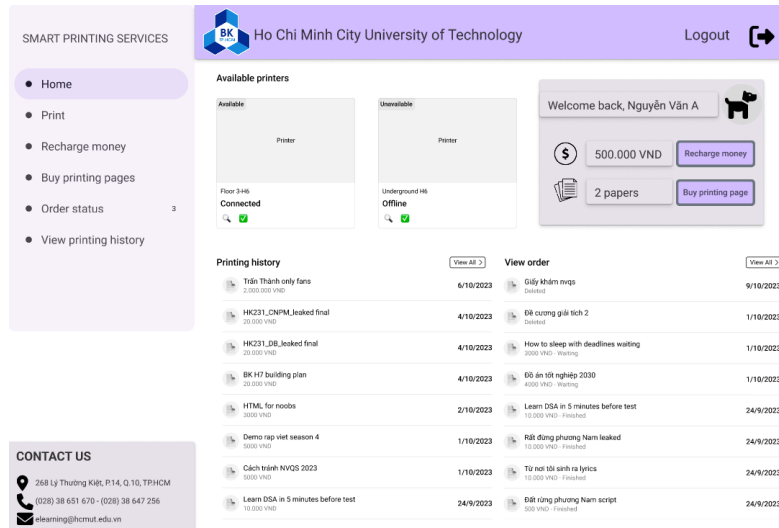 SMART PRINTING SERVICES
Home
Print
Recharge money
Buy printing pages
Order status 3
View printing history
BK
TP.HCM
Ho Chi Minh City University of Technology
Logout
Available printers
Available
Printer
Floor 3-H6
Connected
Unavailable
Printer
Underground H6
Offline
Welcome back, Nguyễn Văn A
$
500.000 VND
Recharge money
2 papers
Buy printing page
Printing history
View All >
Trấn Thành only fans
2.000.000 VND
6/10/2023
HK231_CNPM_leaked final
20.000 VND
4/10/2023
HK231_DB_leaked final
20.000 VND
4/10/2023
BK H7 building plan
20.000 VND
4/10/2023
HTML for noobs
3000 VND
2/10/2023
Demo rap viet season 4
5000 VND
1/10/2023
Cách tránh NVQS 2023
5000 VND
1/10/2023
Learn DSA in 5 minutes before test
10.000 VND
24/9/2023
View order
View All >
Giấy khám nvqs
Deleted
9/10/2023
Đề cương giải tích 2
Deleted
1/10/2023
How to sleep with deadlines waiting
3000 VND · Waiting
1/10/2023
Đồ án tốt nghiệp 2030
4000 VND · Waiting
1/10/2023
Learn DSA in 5 minutes before test
10.000 VND · Finished
24/9/2023
Rất đừng phương Nam leaked
10.000 VND · Finished
24/9/2023
Từ nơi tôi sinh ra lyrics
10.000 VND · Finished
24/9/2023
Đất rừng phương Nam script
500 VND · Finished
24/9/2023
CONTACT US
268 Lý Thường Kiệt, P.14, Q.10, TP.HCM
(028) 38 651 670 - (028) 38 647 256
elearning@hcmut.edu.vn